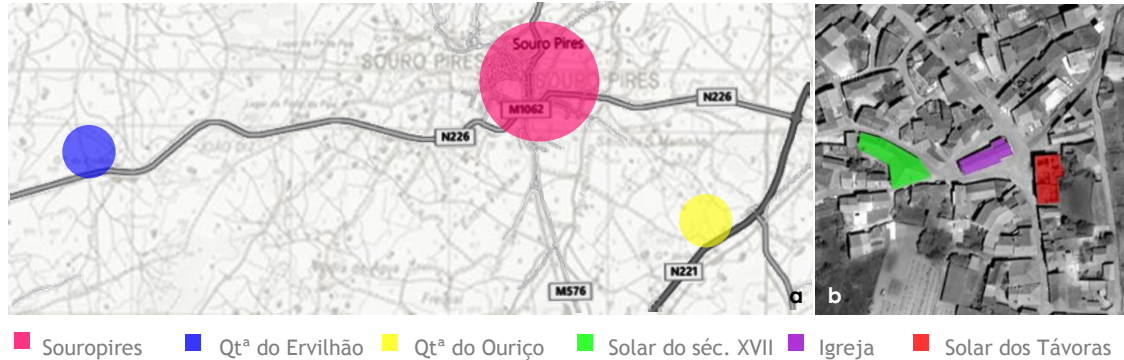 Souro Pires
SOURO PIRES
SOURO PIRES
M1062
N226
N226
N221
M576
a
b
Souropires
Qtª do Ervilhão
Qtª do Ouriço
Solar do séc. XVII
Igreja
Solar dos Távoras